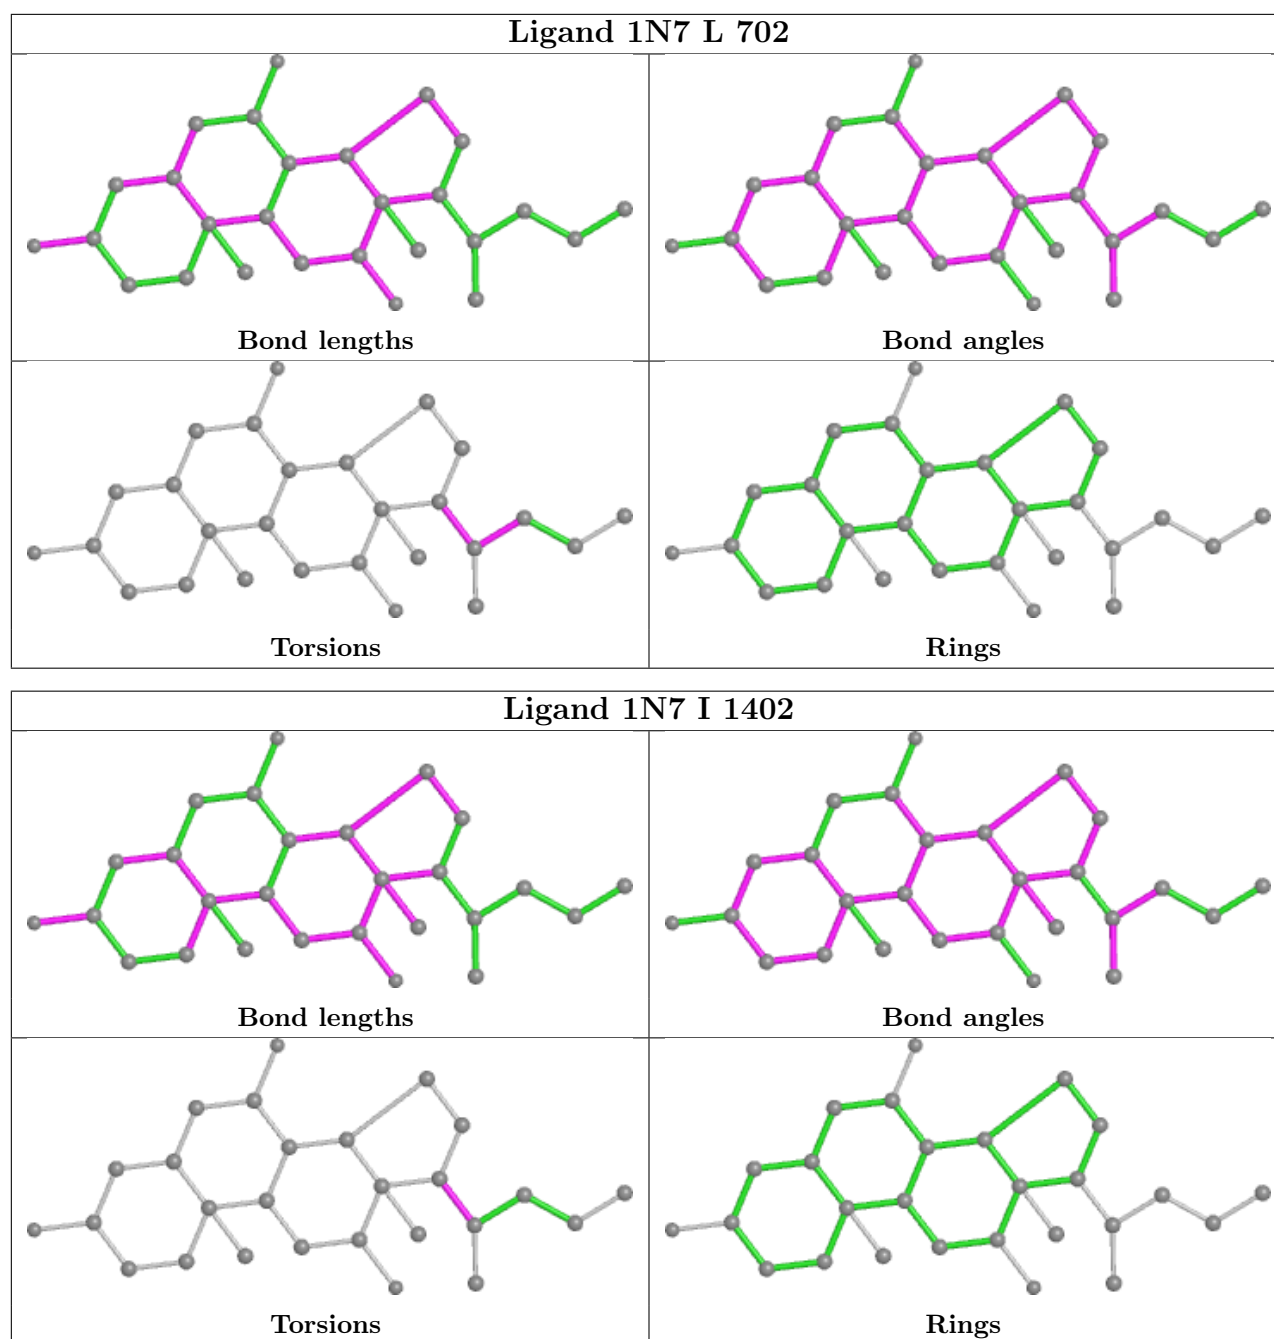 Ligand 1N7 L 702
Bond lengths
Bond angles
Torsions
Rings
Ligand 1N7 I 1402
Bond lengths
Bond angles
Torsions
Rings